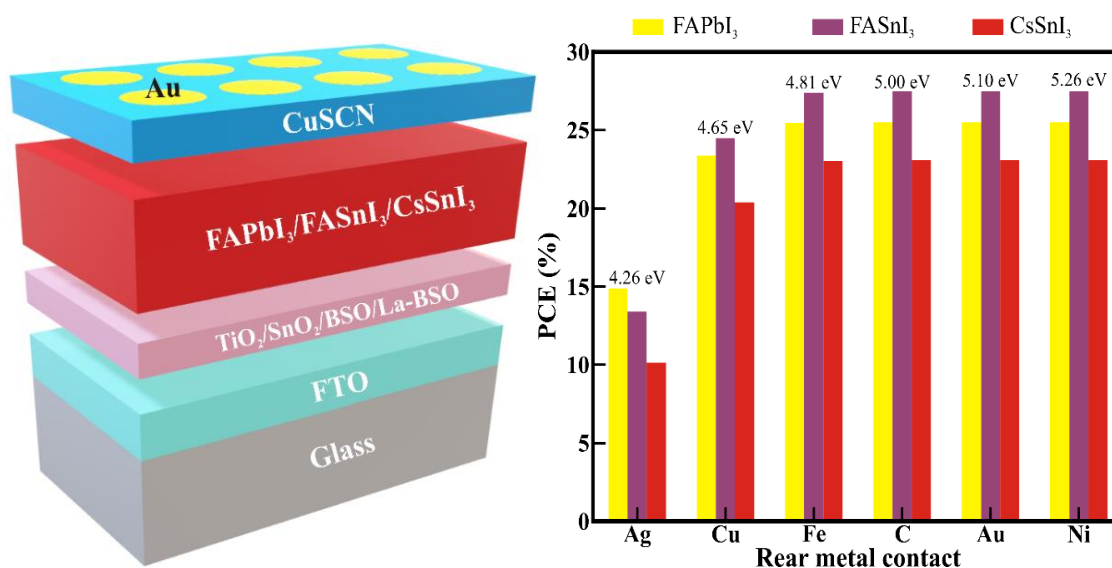 Au
CuSCN
FAPbI₃/FASnI₃/CsSnI₃
TiO₂/SnO₂/BSO/La-BSO
FTO
Glass
FAPbI₃ FASnI₃ CsSnI₃
PCE (%)
30
25
20
15
10
5
0
4.26 eV
4.65 eV
4.81 eV
5.00 eV
5.10 eV
5.26 eV
Ag Cu Fe C Au Ni
Rear metal contact